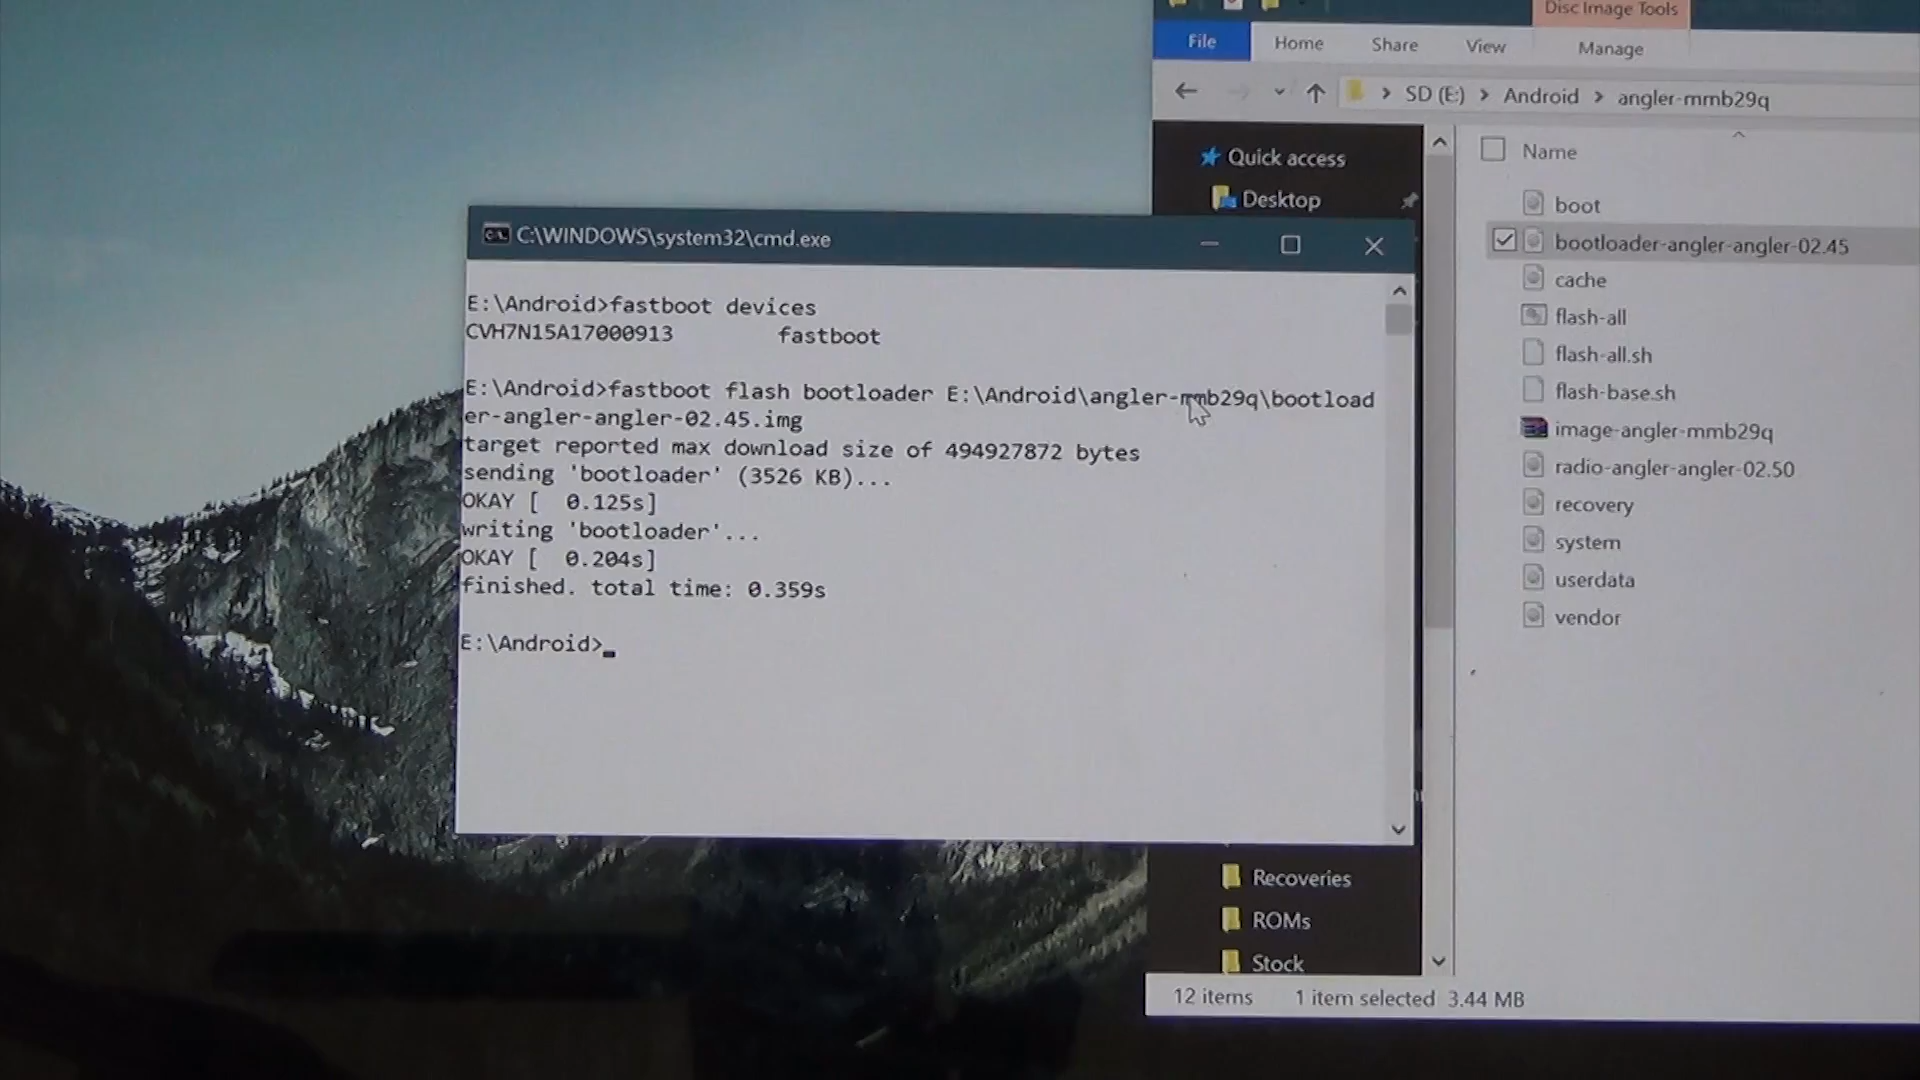 Disc Image Tools
File
Home
Share
View
Manage
SD (E:) > Android > angler-mmb29q
Quick access
Desktop
Name
boot
bootloader-angler-angler-02.45
cache
flash-all
flash-all.sh
flash-base.sh
image-angler-mmb29q
radio-angler-angler-02.50
recovery
system
userdata
vendor
C:\WINDOWS\system32\cmd.exe
E:\Android>fastboot devices
CVH7N15A17000913 fastboot
E:\Android>fastboot flash bootloader E:\Android\angler-mmb29q\bootload
er-angler-angler-02.45.img
target reported max download size of 494927872 bytes
sending 'bootloader' (3526 KB)...
OKAY [ 0.125s]
writing 'bootloader'...
OKAY [ 0.204s]
finished. total time: 0.359s
E:\Android>
Recoveries
ROMs
Stock
12 items 1 item selected 3.44 MB